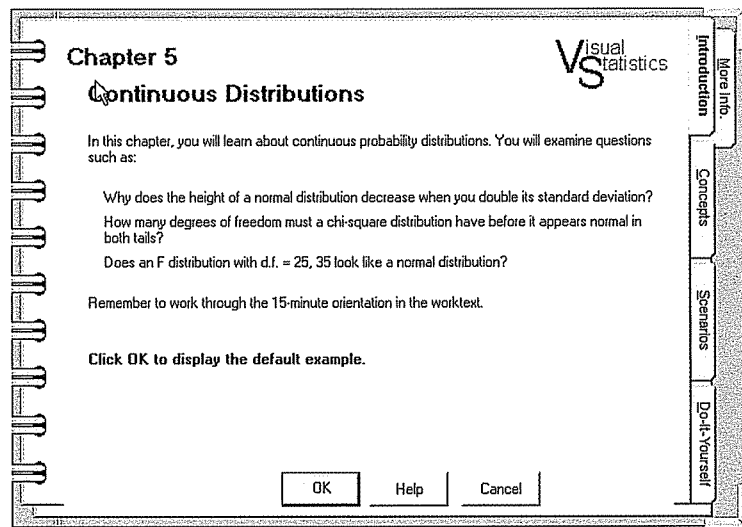 Chapter 5
Visual Statistics
Continuous Distributions
In this chapter, you will learn about continuous probability distributions. You will examine questions
such as:
Why does the height of a normal distribution decrease when you double its standard deviation?
How many degrees of freedom must a chi-square distribution have before it appears normal in
both tails?
Does an F distribution with d.f. = 25, 35 look like a normal distribution?
Remember to work through the 15-minute orientation in the worktext.
Click OK to display the default example.
OK
Help
Cancel
Introduction
More Info.
Concepts
Scenarios
Do-It-Yourself